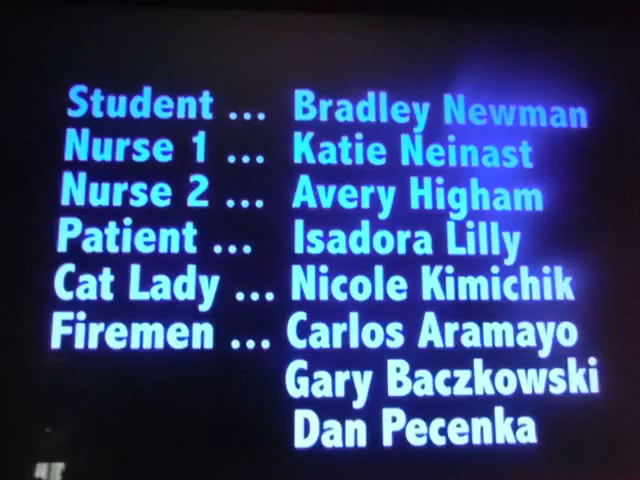 Student ... Bradley Newman
Nurse 1 ... Katie Neinast
Nurse 2 ... Avery Higham
Patient ... Isadora Lilly
Cat Lady ... Nicole Kimichik
Firemen ... Carlos Aramayo
Gary Baczkowski
Dan Pecenka